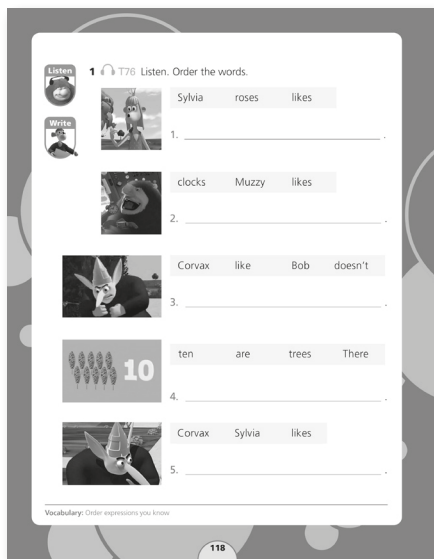 Listen
1 T76 Listen. Order the words.
Write
Sylvia roses likes
1. .
clocks Muzzy likes
2. .
Corvax like Bob doesn't
3. .
10
ten are trees There
4. .
Corvax Sylvia likes
5. .
Vocabulary: Order expressions you know
118